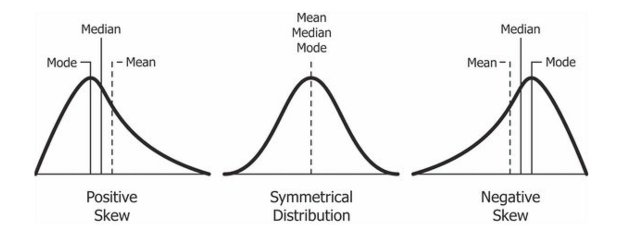 Median
Mode
Mean
Positive
Skew
Mean
Median
Mode
Symmetrical
Distribution
Median
Mean
Mode
Negative
Skew